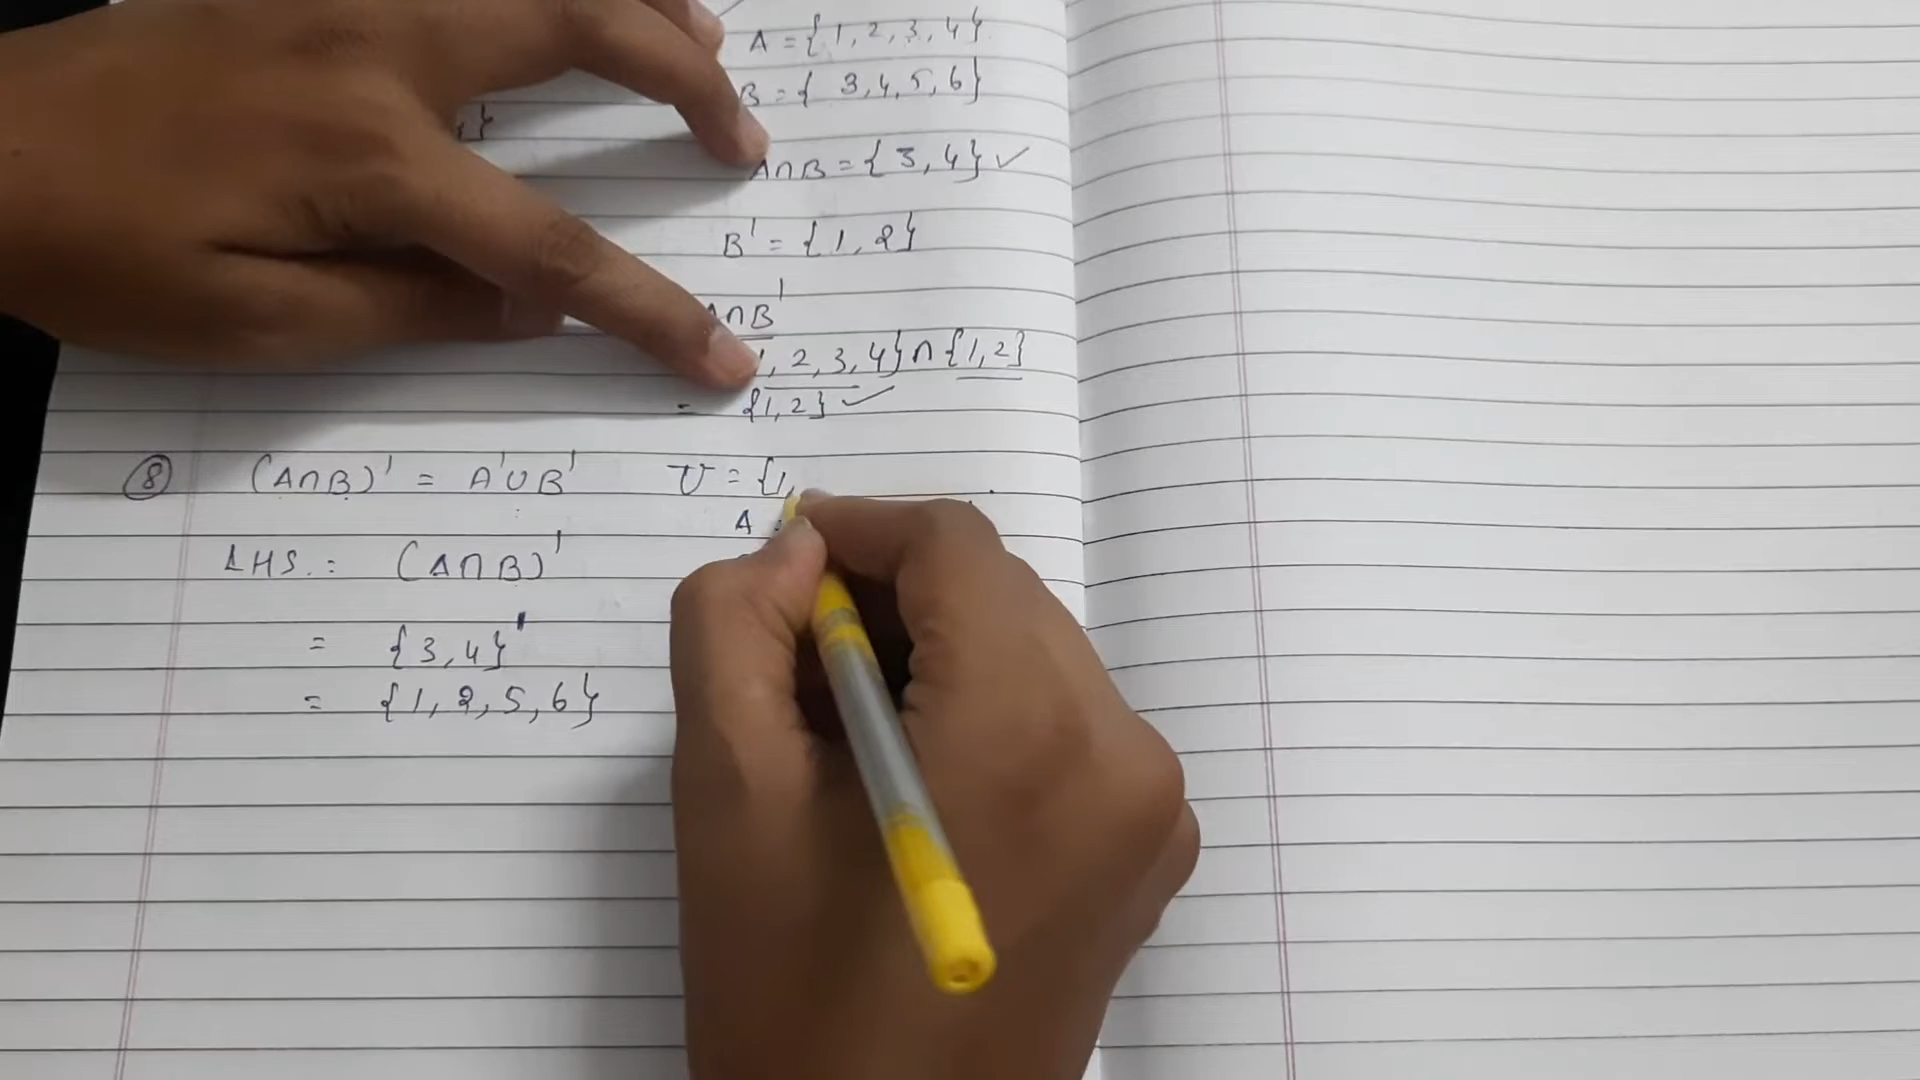 A = { 1, 2, 3, 4}
B = { 3, 4, 5, 6}
A∩B = { 3, 4} ✓
B' = { 1, 2}
A∩B'
1, 2, 3, 4} ∩ {1, 2}
= {1, 2} ✓
⑧ (A∩B)' = A'∪B' U = {1,
A
LHS. = (A∩B)'
= {3, 4}'
= {1, 2, 5, 6}